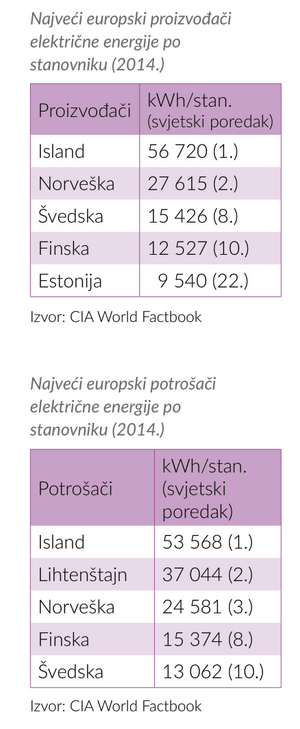 Najveći europski proizvođači
električne energije po
stanovniku (2014.)
Proizvođači kWh/stan.
(svjetski poredak)
Island 56 720 (1.)
Norveška 27 615 (2.)
Švedska 15 426 (8.)
Finska 12 527 (10.)
Estonija 9 540 (22.)
Izvor: CIA World Factbook
Najveći europski potrošači
električne energije po
stanovniku (2014.)
Potrošači kWh/stan.
(svjetski
poredak)
Island 53 568 (1.)
Lihtenštajn 37 044 (2.)
Norveška 24 581 (3.)
Finska 15 374 (8.)
Švedska 13 062 (10.)
Izvor: CIA World Factbook